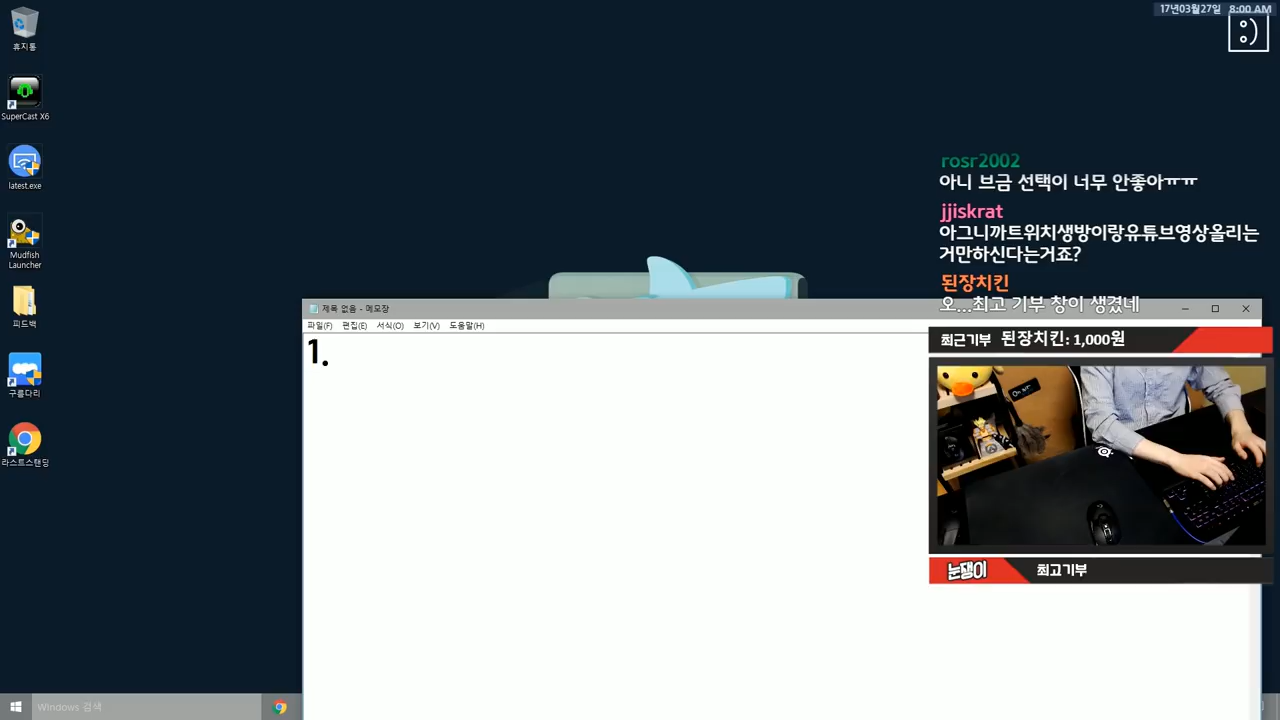 17년03월27일 8:00 AM
:)
휴지통
SuperCast X6
latest.exe
Mudfish
Launcher
피드백
구름다리
라스트스탠딩
rosr2002
아니 브금 선택이 너무 안좋아ㅠㅠ
jjiskrat
아그니까트위치생방이랑유튜브영상올리는
거만하신다는거죠?
된장치킨
오...최고 기부 창이 생겼네
제목 없음 - 메모장
파일(F) 편집(E) 서식(O) 보기(V) 도움말(H)
1.
최근기부 된장치킨: 1,000원
눈쟁이 최고기부
Windows 검색